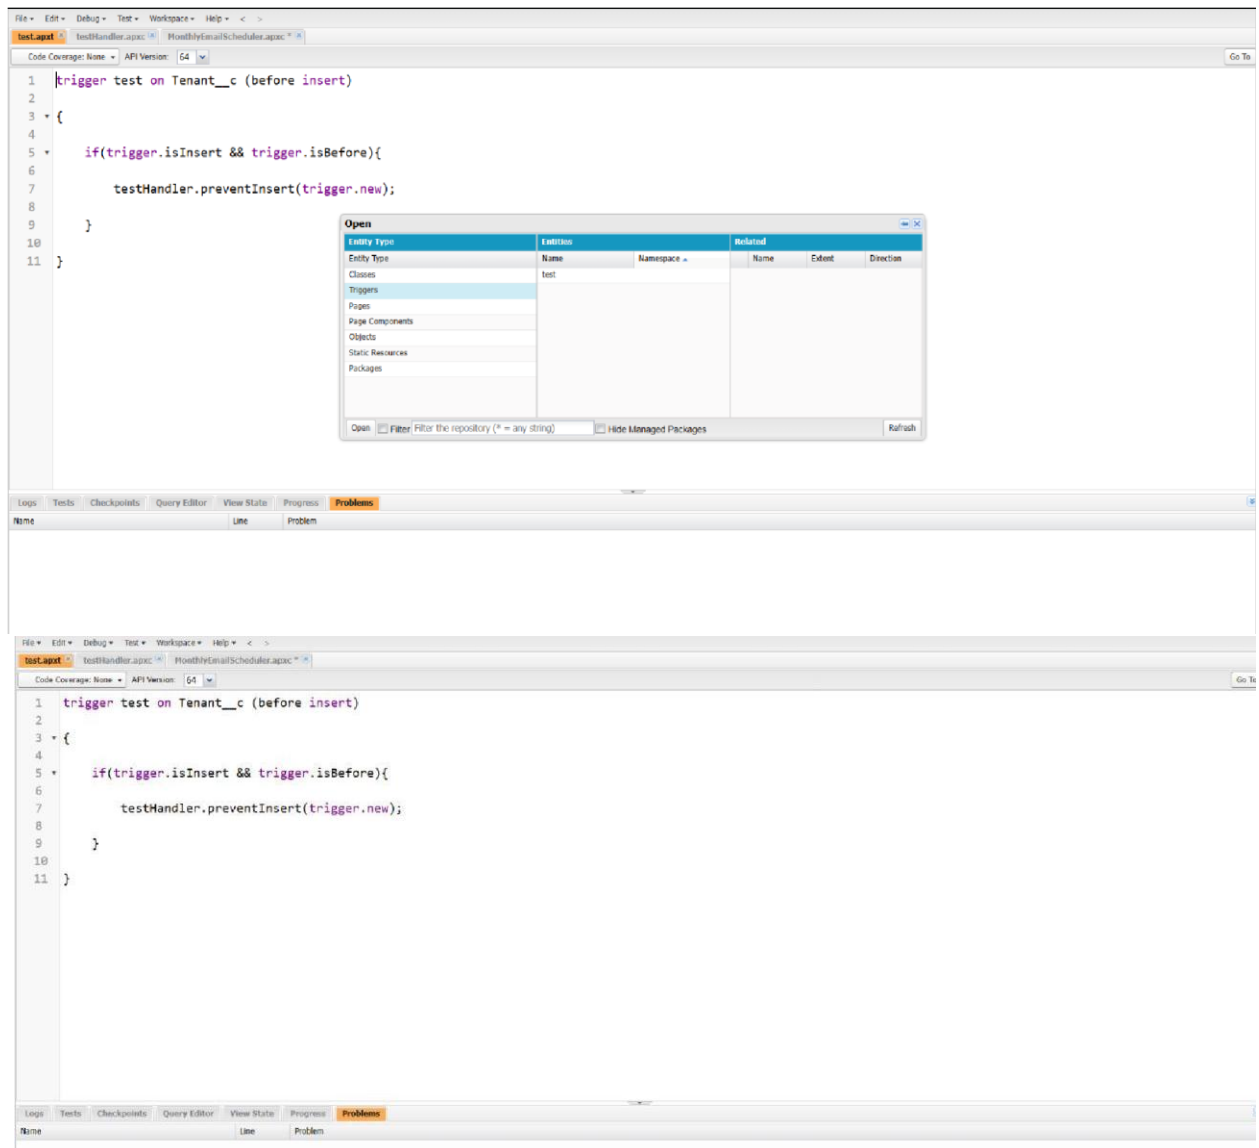 File Edit Debug Test Workspace Help < >
test.apxt testHandler.apxc MonthlyEmailScheduler.apxc *
Code Coverage: None API Version: 64 Go To
1 trigger test on Tenant__c (before insert)
2
3 {
4
5 if(trigger.isInsert && trigger.isBefore){
6
7 testHandler.preventInsert(trigger.new);
8
9 }
10
11 }
Open
Entity Type Entities Related
Entity Type Name Namespace Name Extent Direction
Classes test
Triggers
Pages
Page Components
Objects
Static Resources
Packages
Open Filter Filter the repository (* = any string) Hide Managed Packages Refresh
Logs Tests Checkpoints Query Editor View State Progress Problems
Name Line Problem
File Edit Debug Test Workspace Help < >
test.apxt testHandler.apxc MonthlyEmailScheduler.apxc *
Code Coverage: None API Version: 64 Go To
1 trigger test on Tenant__c (before insert)
2
3 {
4
5 if(trigger.isInsert && trigger.isBefore){
6
7 testHandler.preventInsert(trigger.new);
8
9 }
10
11 }
Logs Tests Checkpoints Query Editor View State Progress Problems
Name Line Problem